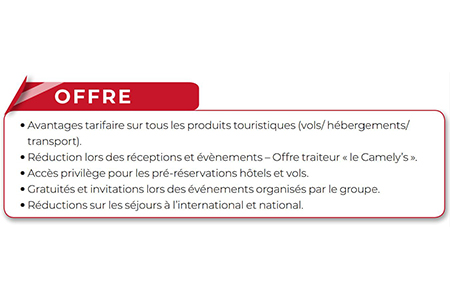 OFFRE
• Avantages tarifaire sur tous les produits touristiques (vols/ hébergements/
transport).
• Réduction lors des réceptions et évènements – Offre traiteur « le Camely's ».
• Accès privilège pour les pré-réservations hôtels et vols.
• Gratuités et invitations lors des événements organisés par le groupe.
• Réductions sur les séjours à l'international et national.